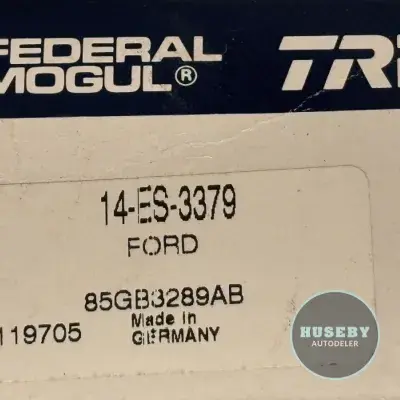 FEDERAL
MOGUL®
TR
14-ES-3379
FORD
85GB3289AB
Made in
GERMANY
119705
HUSEBY
AUTODELER